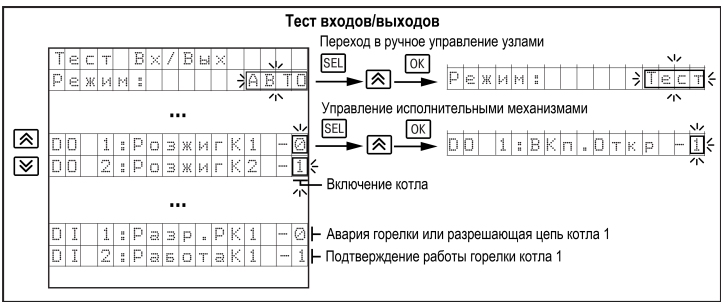 Тест входов/выходов
Переход в ручное управление узлами
Тест Вх/Вых
Режим: АВТО
SEL OK
Режим: Тест
...
Управление исполнительными механизмами
SEL OK
DO 1:РозжигК1 -0
DO 2:РозжигК2 -1
DO 1:ВКп.Откр -1
Включение котла
...
DI 1:Разр.РК1 -0
Авария горелки или разрешающая цепь котла 1
DI 2:РаботаК1 -1
Подтверждение работы горелки котла 1